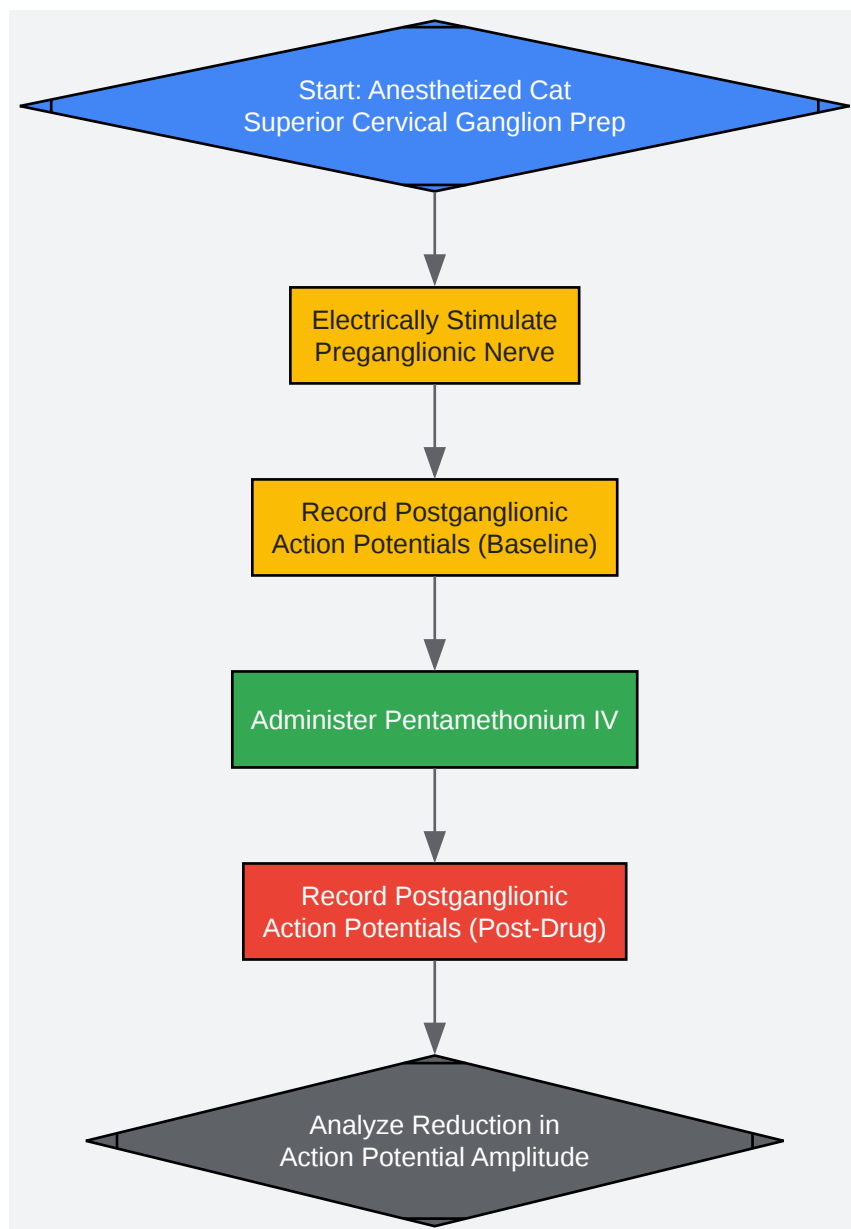 Start: Anesthetized Cat
Superior Cervical Ganglion Prep
Electrically Stimulate
Preganglionic Nerve
Record Postganglionic
Action Potentials (Baseline)
Administer Pentamethonium IV
Record Postganglionic
Action Potentials (Post-Drug)
Analyze Reduction in
Action Potential Amplitude